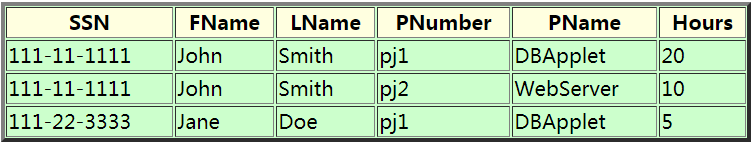 SSN FName LName PNumber PName Hours
111-11-1111 John Smith pj1 DBApplet 20
111-11-1111 John Smith pj2 WebServer 10
111-22-3333 Jane Doe pj1 DBApplet 5